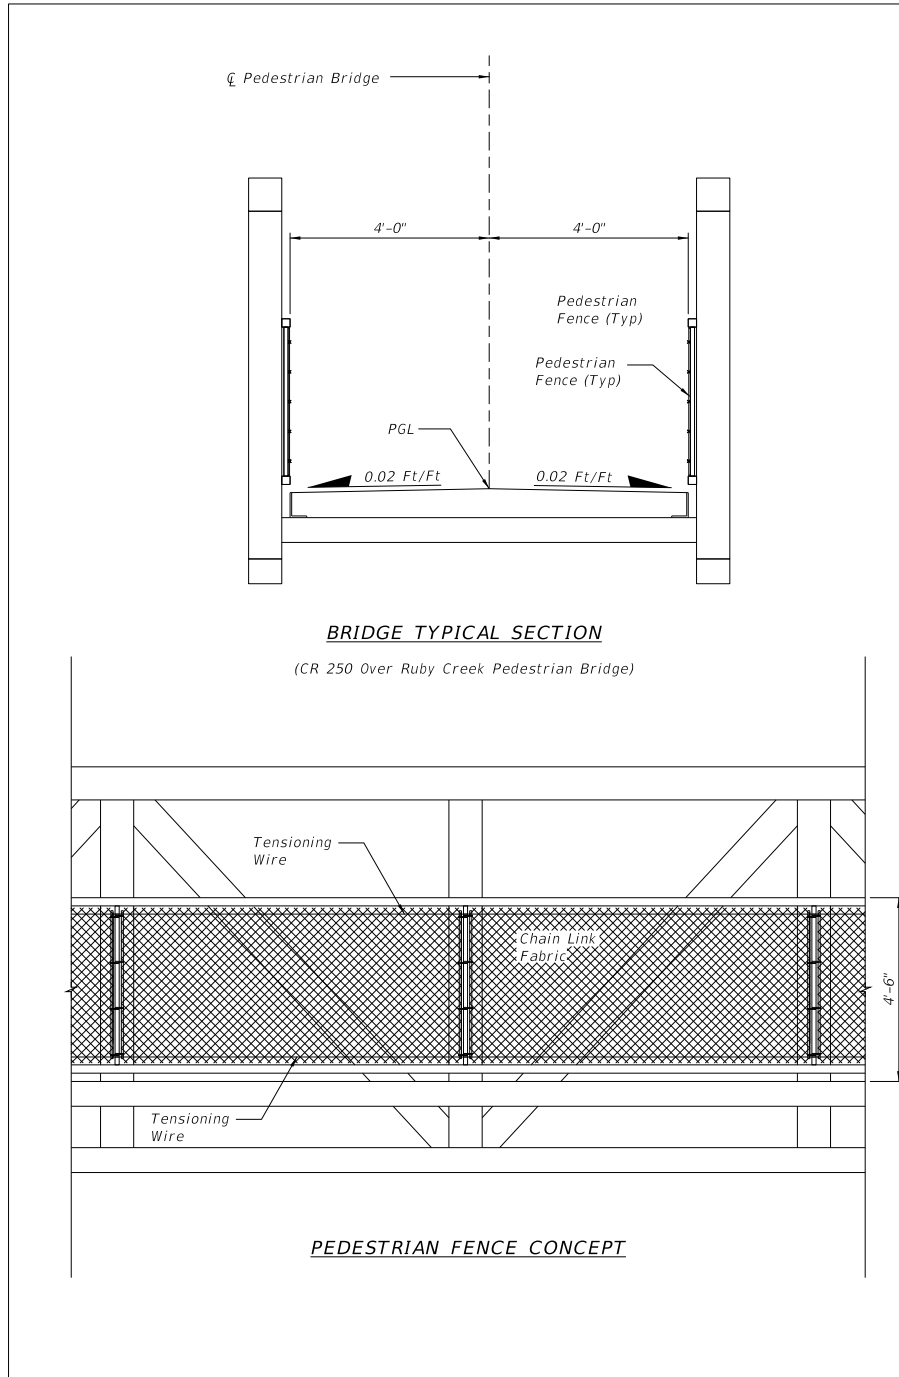 ℄ Pedestrian Bridge
4'-0" 4'-0"
Pedestrian
Fence (Typ)
Pedestrian
Fence (Typ)
PGL
0.02 Ft/Ft 0.02 Ft/Ft
BRIDGE TYPICAL SECTION
(CR 250 Over Ruby Creek Pedestrian Bridge)
Tensioning
Wire
Chain Link
Fabric
4'-6"
Tensioning
Wire
PEDESTRIAN FENCE CONCEPT